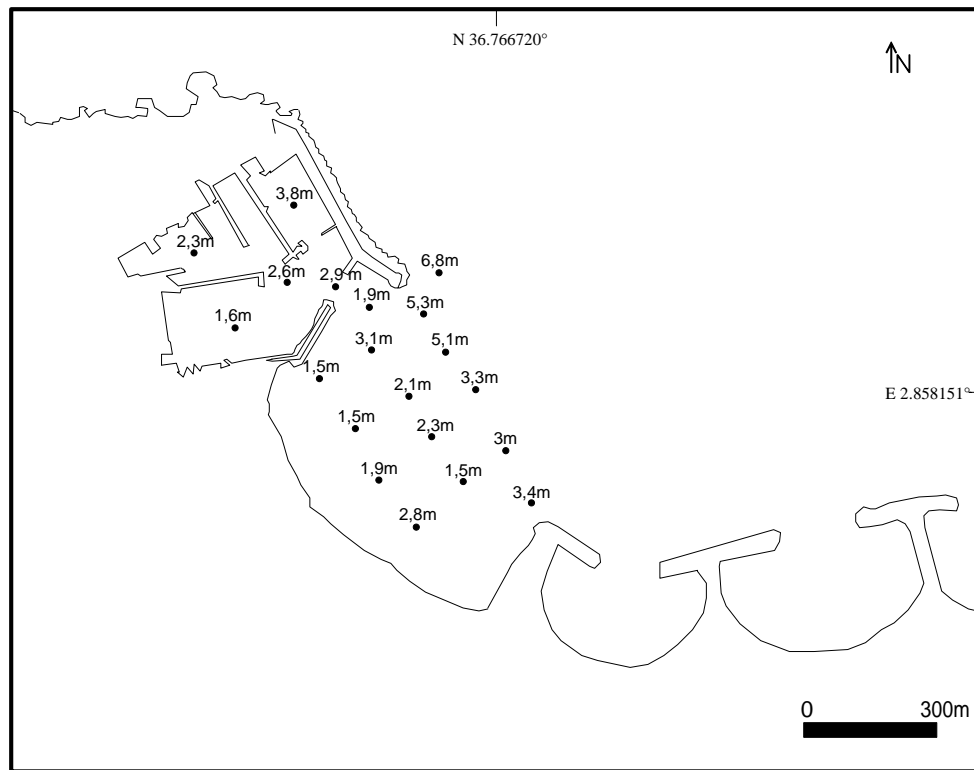 N 36.766720°
N
3,8m
2,3m
6,8m
2,6m
2,9 m
1,9m
5,3m
1,6m
3,1m
5,1m
1,5m
3,3m
2,1m
E 2.858151°
1,5m
2,3m
3m
1,9m
1,5m
3,4m
2,8m
0 300m